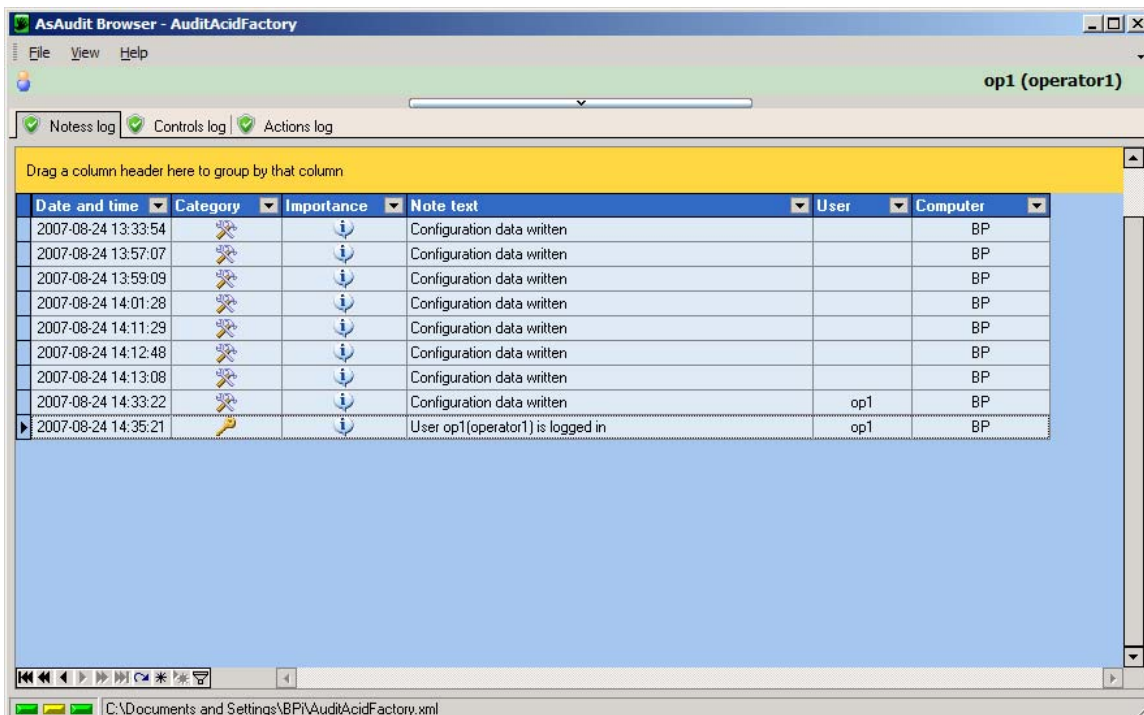 AsAudit Browser - AuditAcidFactory
File View Help
op1 (operator1)
Notess log Controls log Actions log
Drag a column header here to group by that column
Date and time Category Importance Note text User Computer
2007-08-24 13:33:54 Configuration data written BP
2007-08-24 13:57:07 Configuration data written BP
2007-08-24 13:59:09 Configuration data written BP
2007-08-24 14:01:28 Configuration data written BP
2007-08-24 14:11:29 Configuration data written BP
2007-08-24 14:12:48 Configuration data written BP
2007-08-24 14:13:08 Configuration data written BP
2007-08-24 14:33:22 Configuration data written op1 BP
2007-08-24 14:35:21 User op1(operator1) is logged in op1 BP
C:\Documents and Settings\BPi\AuditAcidFactory.xml